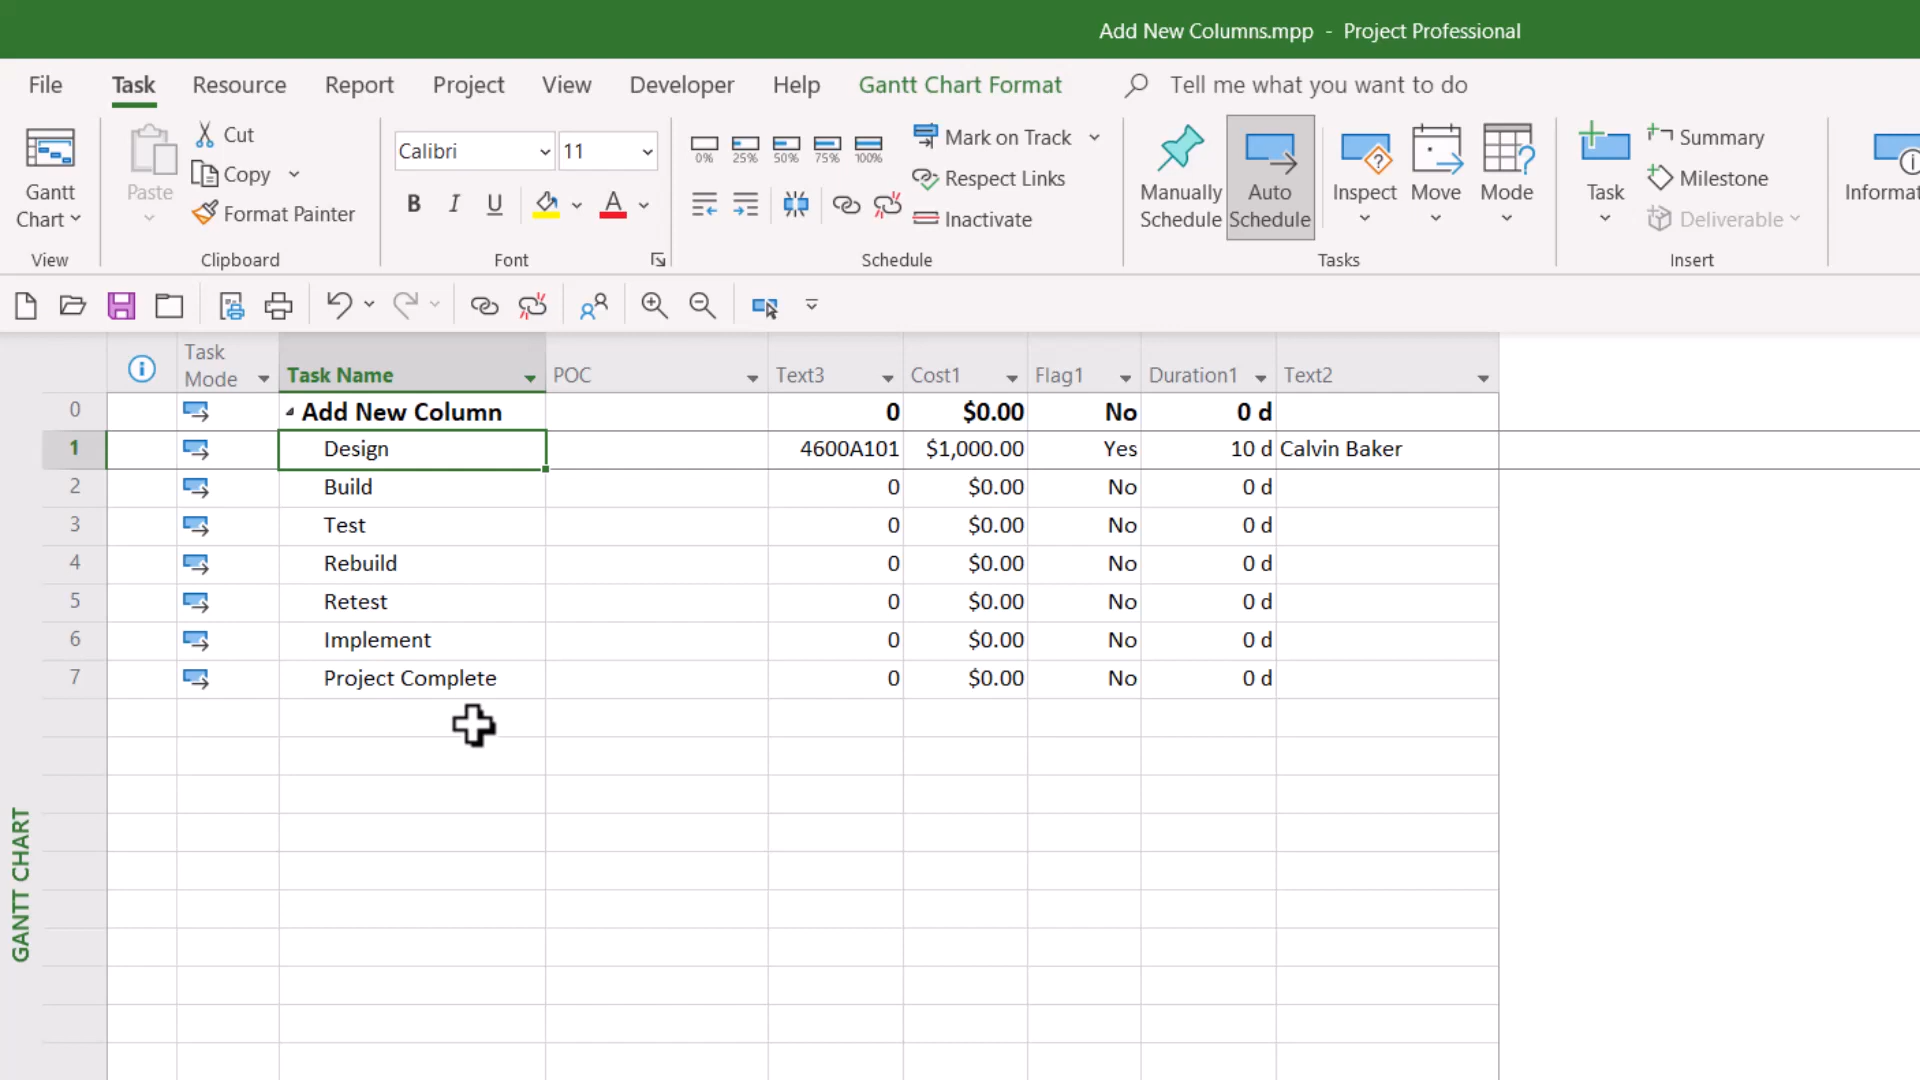 Add New Columns.mpp - Project Professional
File Task Resource Report Project View Developer Help Gantt Chart Format Tell me what you want to do
Gantt
Chart
View
Paste
Cut
Copy
Format Painter
Clipboard
Calibri 11
B I U A
Font
0% 25% 50% 75% 100%
Mark on Track
Respect Links
Inactivate
Schedule
Manually
Schedule
Auto
Schedule
Inspect
Move
Mode
Tasks
Task
Summary
Milestone
Deliverable
Insert
Informat
Task
Mode Task Name POC Text3 Cost1 Flag1 Duration1 Text2
0 Add New Column 0 $0.00 No 0 d
1 Design 4600A101 $1,000.00 Yes 10 d Calvin Baker
2 Build 0 $0.00 No 0 d
3 Test 0 $0.00 No 0 d
4 Rebuild 0 $0.00 No 0 d
5 Retest 0 $0.00 No 0 d
6 Implement 0 $0.00 No 0 d
7 Project Complete 0 $0.00 No 0 d
GANTT CHART